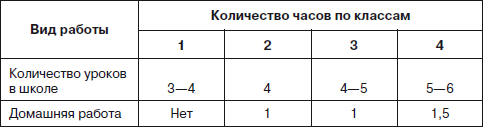 Вид работы
Количество часов по классам
1 2 3 4
Количество уроков
в школе 3—4 4 4—5 5—6
Домашняя работа Нет 1 1 1,5